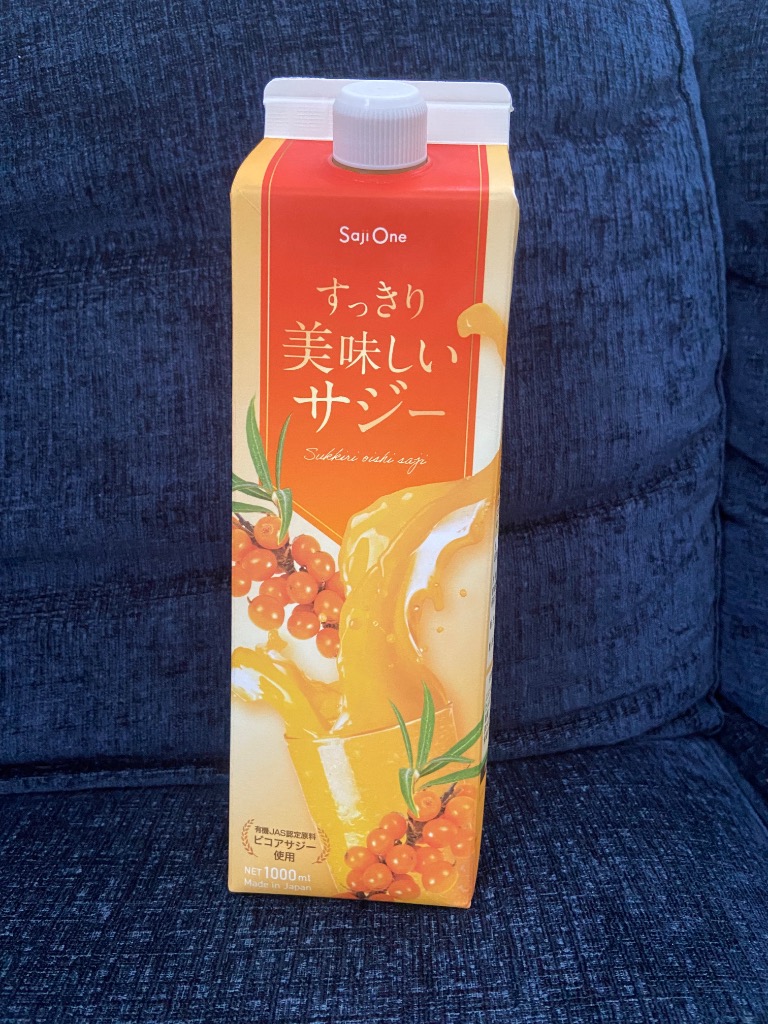 Saji One
すっきり
美味しい
サジー
Sukkiri oishi saji
有機JAS認定原料
ピコアサジー
使用
NET 1000ml
Made in Japan